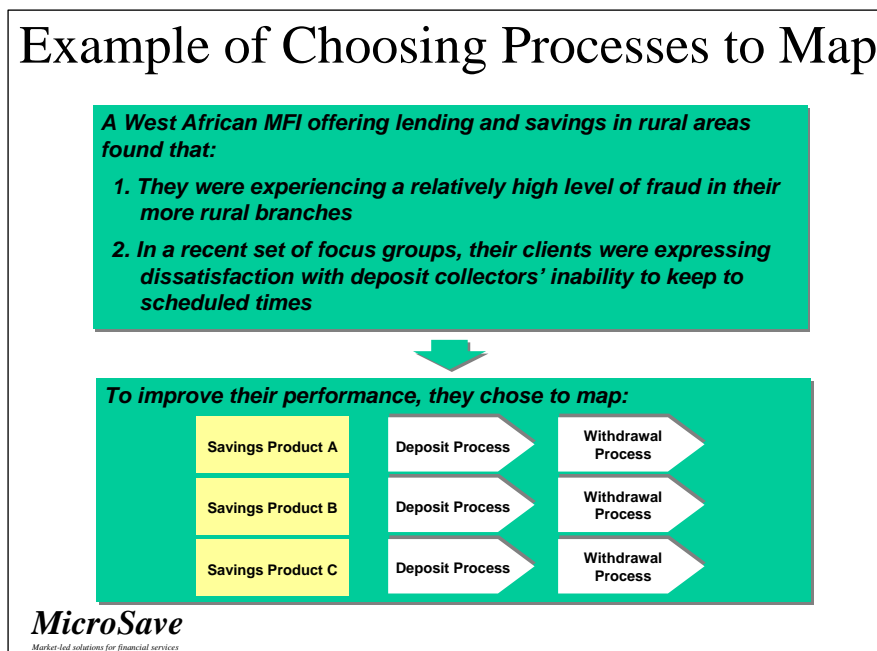 Example of Choosing Processes to Map
A West African MFI offering lending and savings in rural areas
found that:
1. They were experiencing a relatively high level of fraud in their
more rural branches
2. In a recent set of focus groups, their clients were expressing
dissatisfaction with deposit collectors’ inability to keep to
scheduled times
To improve their performance, they chose to map:
Savings Product A
Deposit Process
Withdrawal
Process
Savings Product B
Deposit Process
Withdrawal
Process
Savings Product C
Deposit Process
Withdrawal
Process
MicroSave
Market-led solutions for financial services